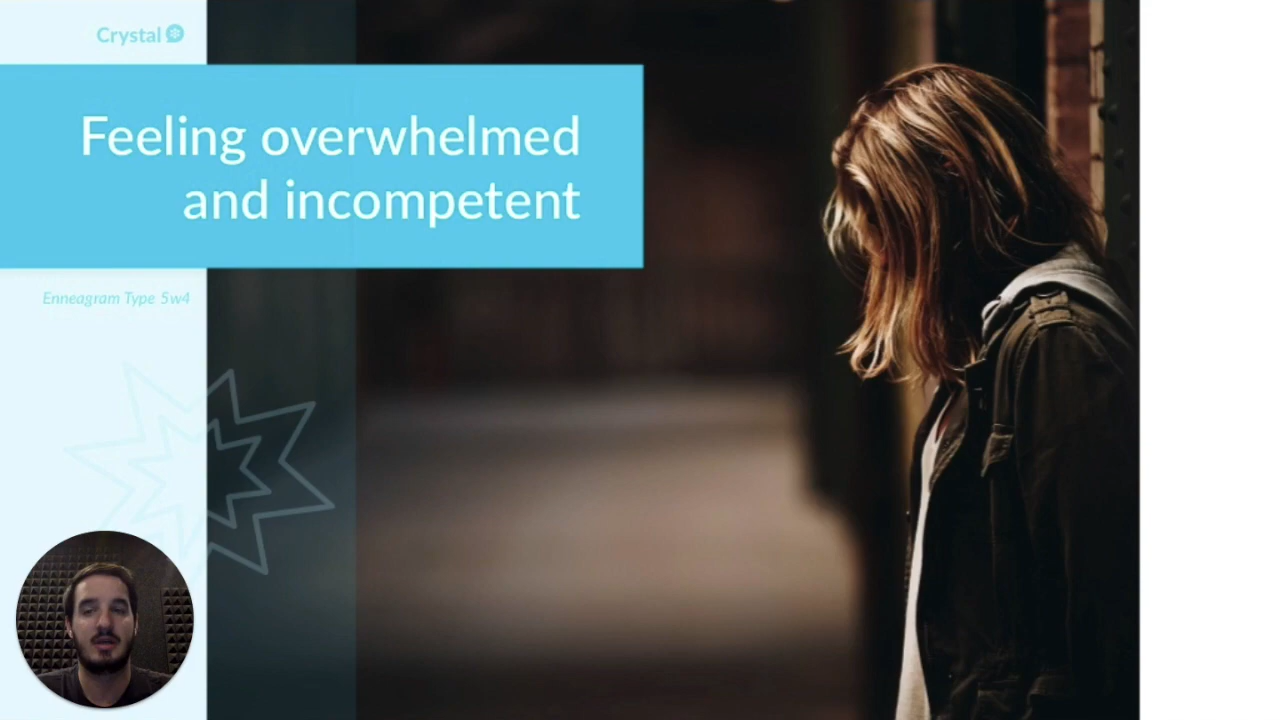 Crystal
Feeling overwhelmed
and incompetent
Enneagram Type 5w4